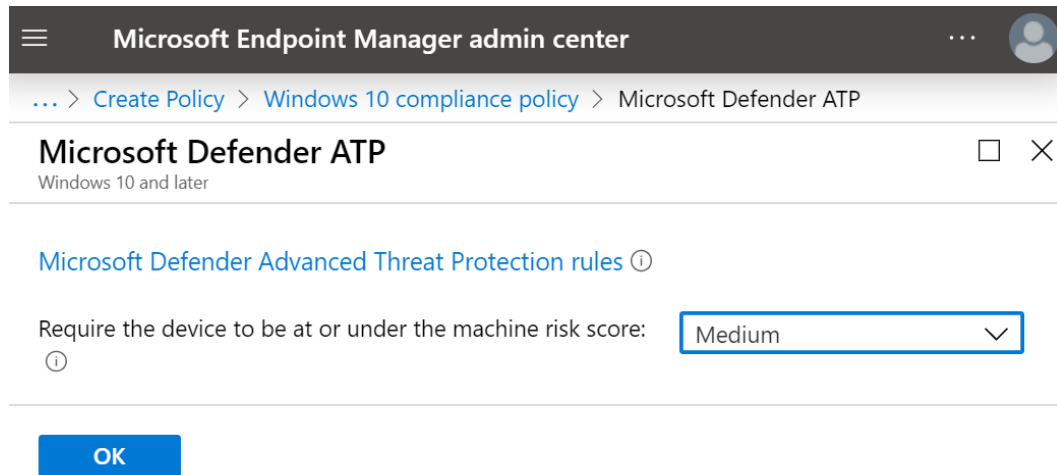 Microsoft Endpoint Manager admin center ...
... > Create Policy > Windows 10 compliance policy > Microsoft Defender ATP
Microsoft Defender ATP
Windows 10 and later
Microsoft Defender Advanced Threat Protection rules
Require the device to be at or under the machine risk score: Medium
OK